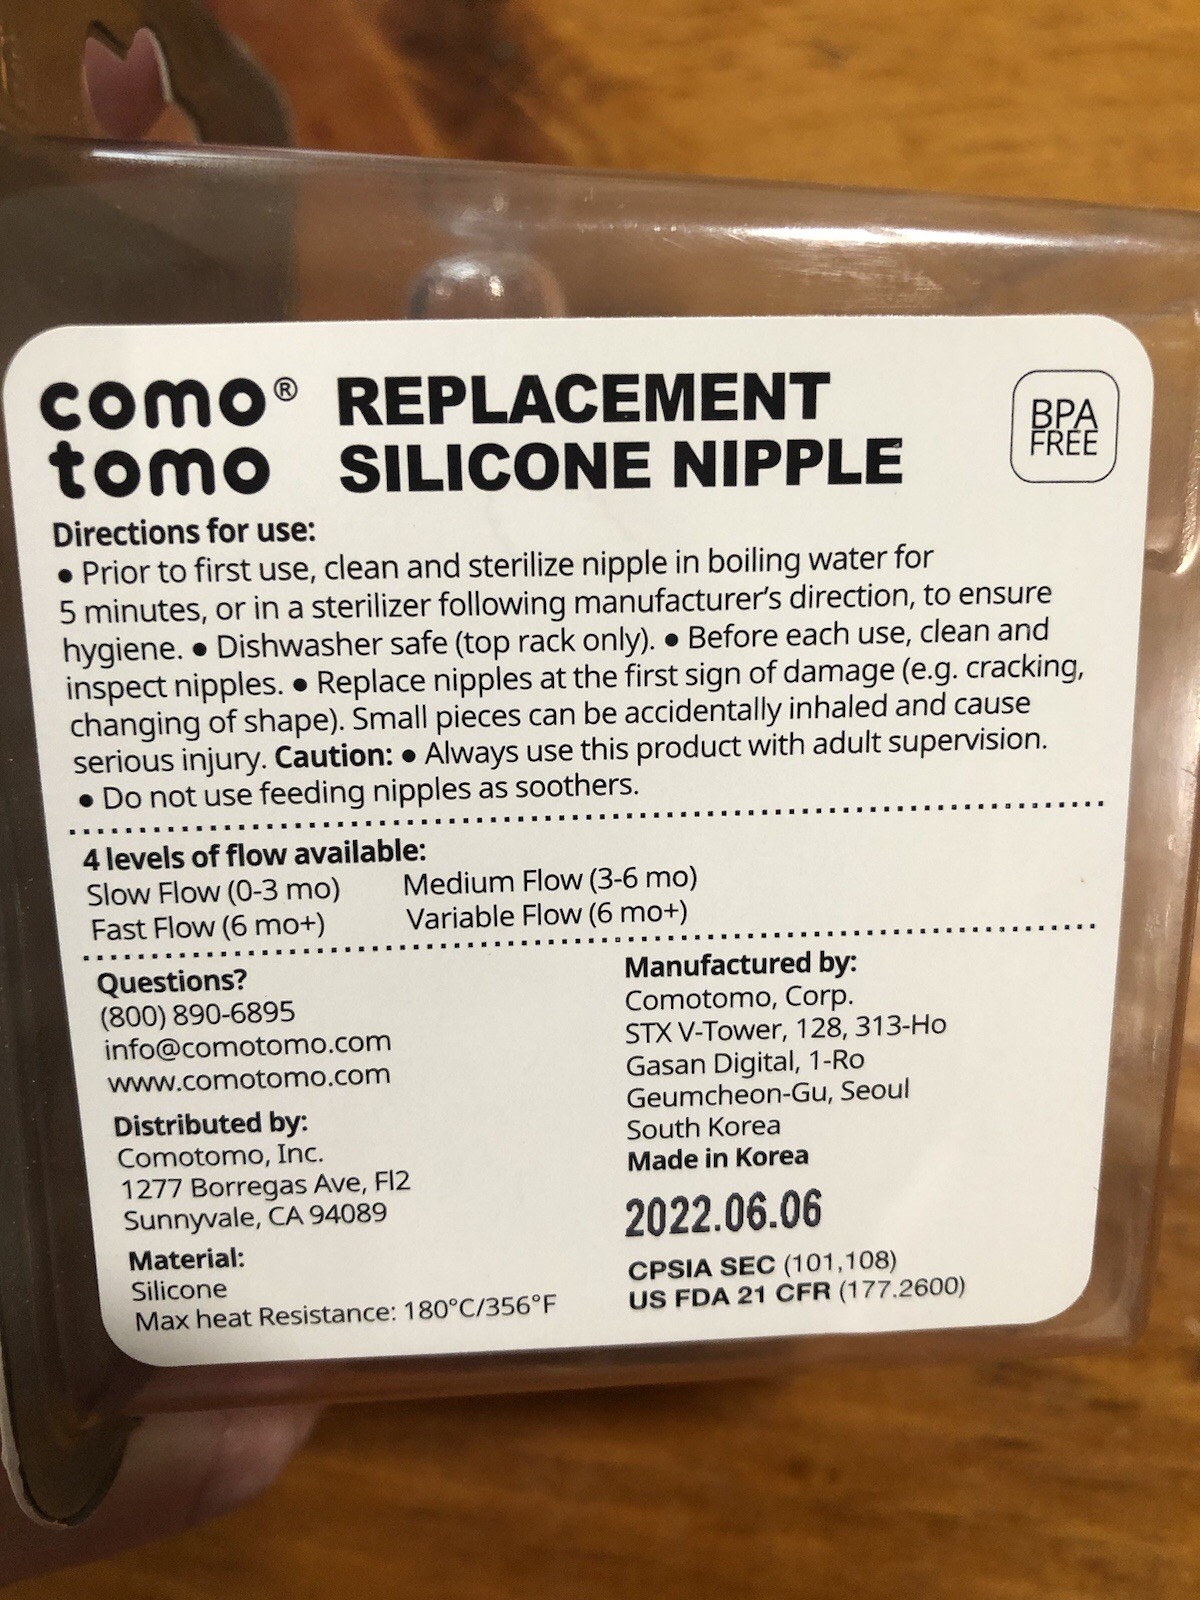 como® REPLACEMENT
tomo SILICONE NIPPLE
BPA
FREE
Directions for use:
• Prior to first use, clean and sterilize nipple in boiling water for
5 minutes, or in a sterilizer following manufacturer's direction, to ensure
hygiene. • Dishwasher safe (top rack only). • Before each use, clean and
inspect nipples. • Replace nipples at the first sign of damage (e.g. cracking,
changing of shape). Small pieces can be accidentally inhaled and cause
serious injury. Caution: • Always use this product with adult supervision.
• Do not use feeding nipples as soothers.
4 levels of flow available:
Slow Flow (0-3 mo) Medium Flow (3-6 mo)
Fast Flow (6 mo+) Variable Flow (6 mo+)
Questions?
(800) 890-6895
info@comotomo.com
www.comotomo.com
Distributed by:
Comotomo, Inc.
1277 Borregas Ave, Fl2
Sunnyvale, CA 94089
Material:
Silicone
Max heat Resistance: 180°C/356°F
Manufactured by:
Comotomo, Corp.
STX V-Tower, 128, 313-Ho
Gasan Digital, 1-Ro
Geumcheon-Gu, Seoul
South Korea
Made in Korea
2022.06.06
CPSIA SEC (101,108)
US FDA 21 CFR (177.2600)